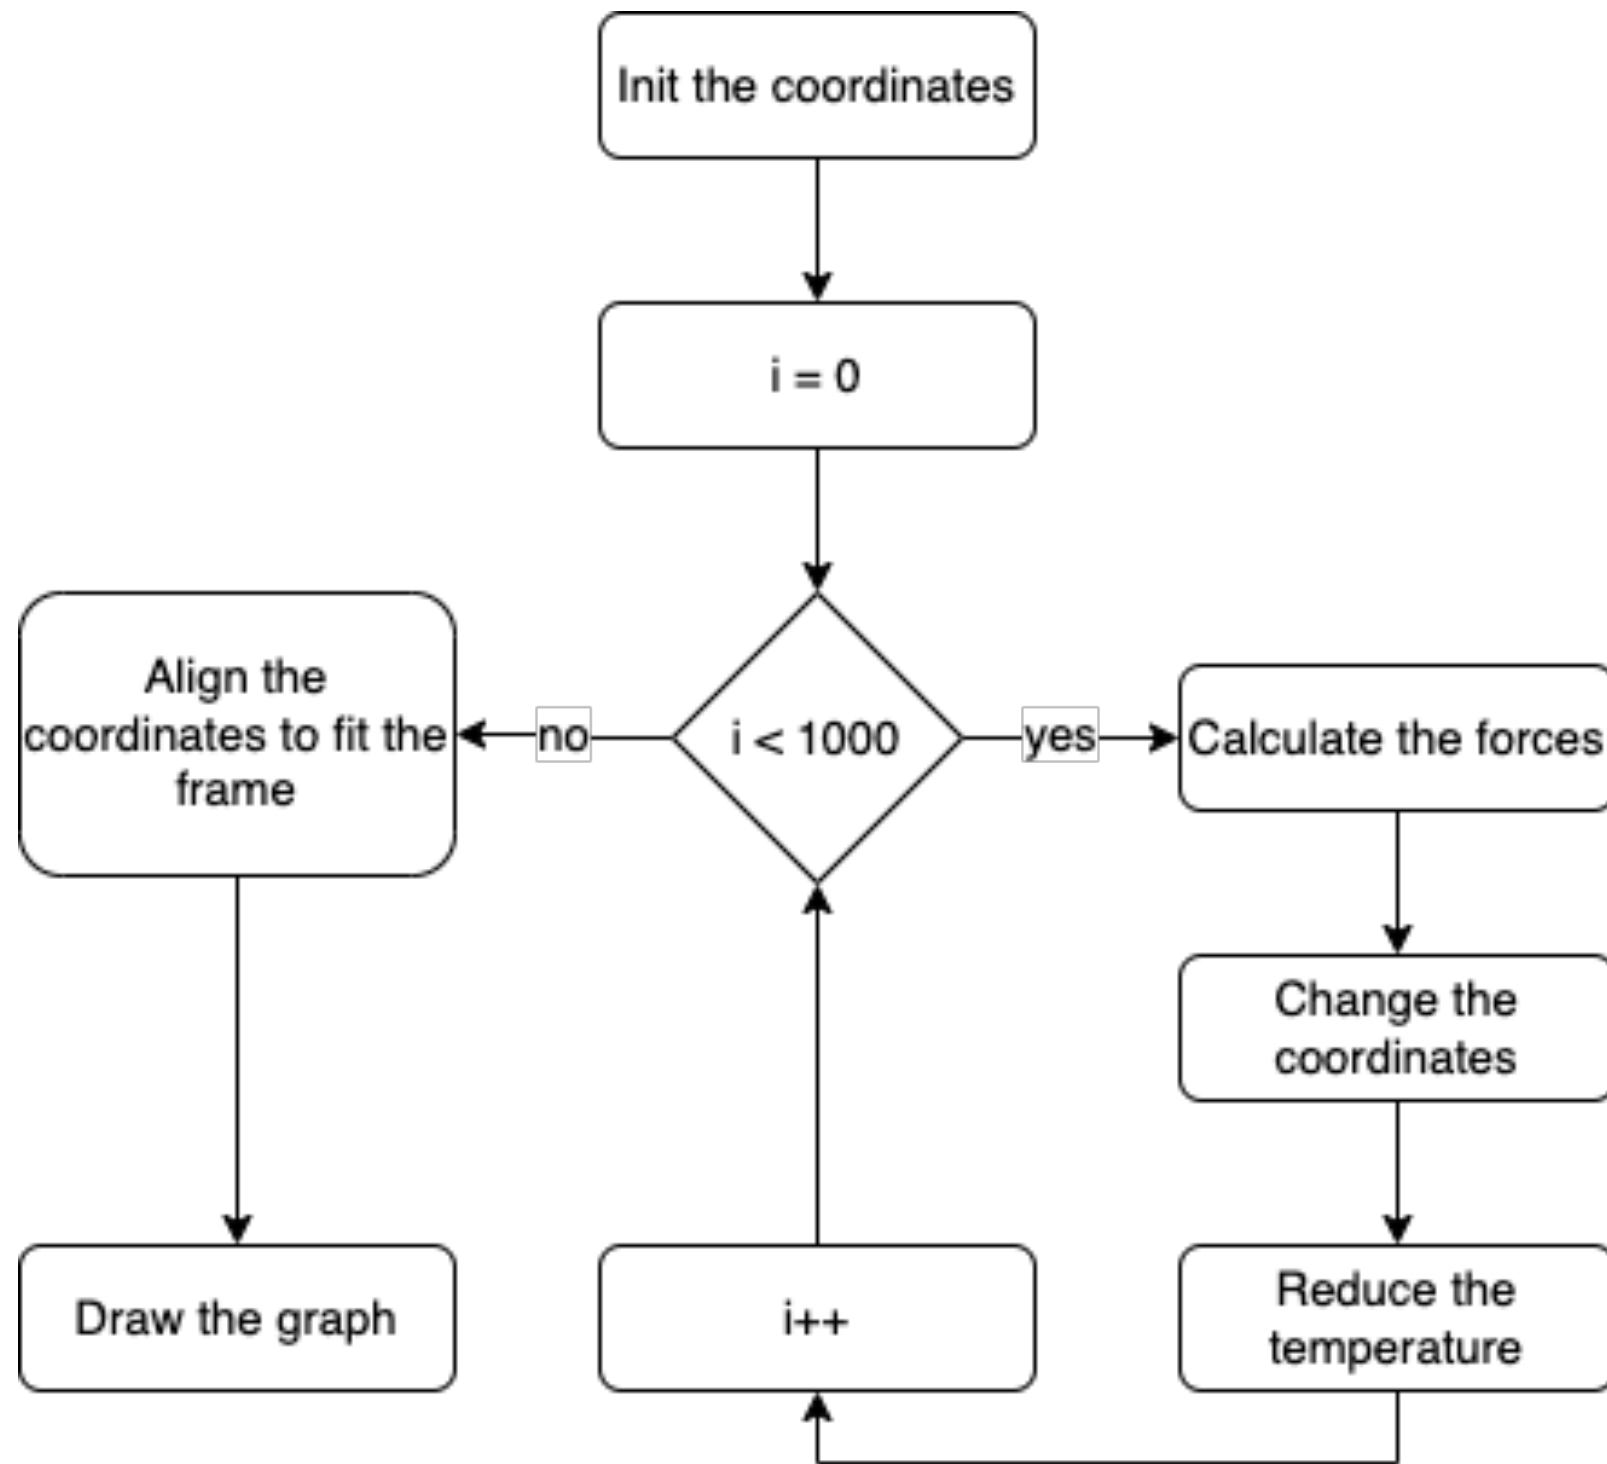 Init the coordinates
i = 0
Align the
coordinates to fit the
frame
no
i < 1000
yes
Calculate the forces
Change the
coordinates
Draw the graph
i++
Reduce the
temperature